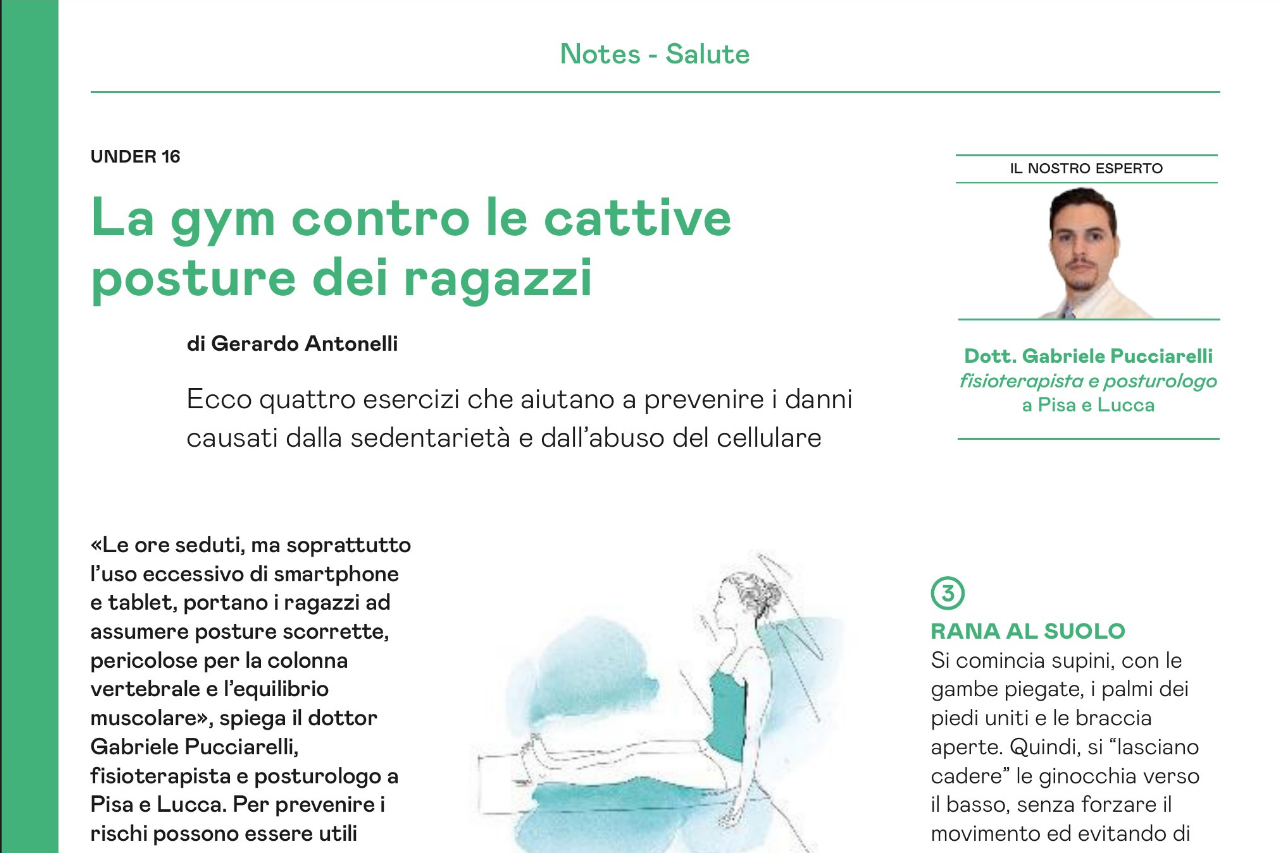 Notes - Salute
UNDER 16
La gym contro le cattive
posture dei ragazzi
di Gerardo Antonelli
Ecco quattro esercizi che aiutano a prevenire i danni
causati dalla sedentarietà e dall’abuso del cellulare
IL NOSTRO ESPERTO
Dott. Gabriele Pucciarelli
fisioterapista e posturologo
a Pisa e Lucca
«Le ore seduti, ma soprattutto
l’uso eccessivo di smartphone
e tablet, portano i ragazzi ad
assumere posture scorrette,
pericolose per la colonna
vertebrale e l’equilibrio
muscolare», spiega il dottor
Gabriele Pucciarelli,
fisioterapista e posturologo a
Pisa e Lucca. Per prevenire i
rischi possono essere utili
3
RANA AL SUOLO
Si comincia supini, con le
gambe piegate, i palmi dei
piedi uniti e le braccia
aperte. Quindi, si “lasciano
cadere” le ginocchia verso
il basso, senza forzare il
movimento ed evitando di